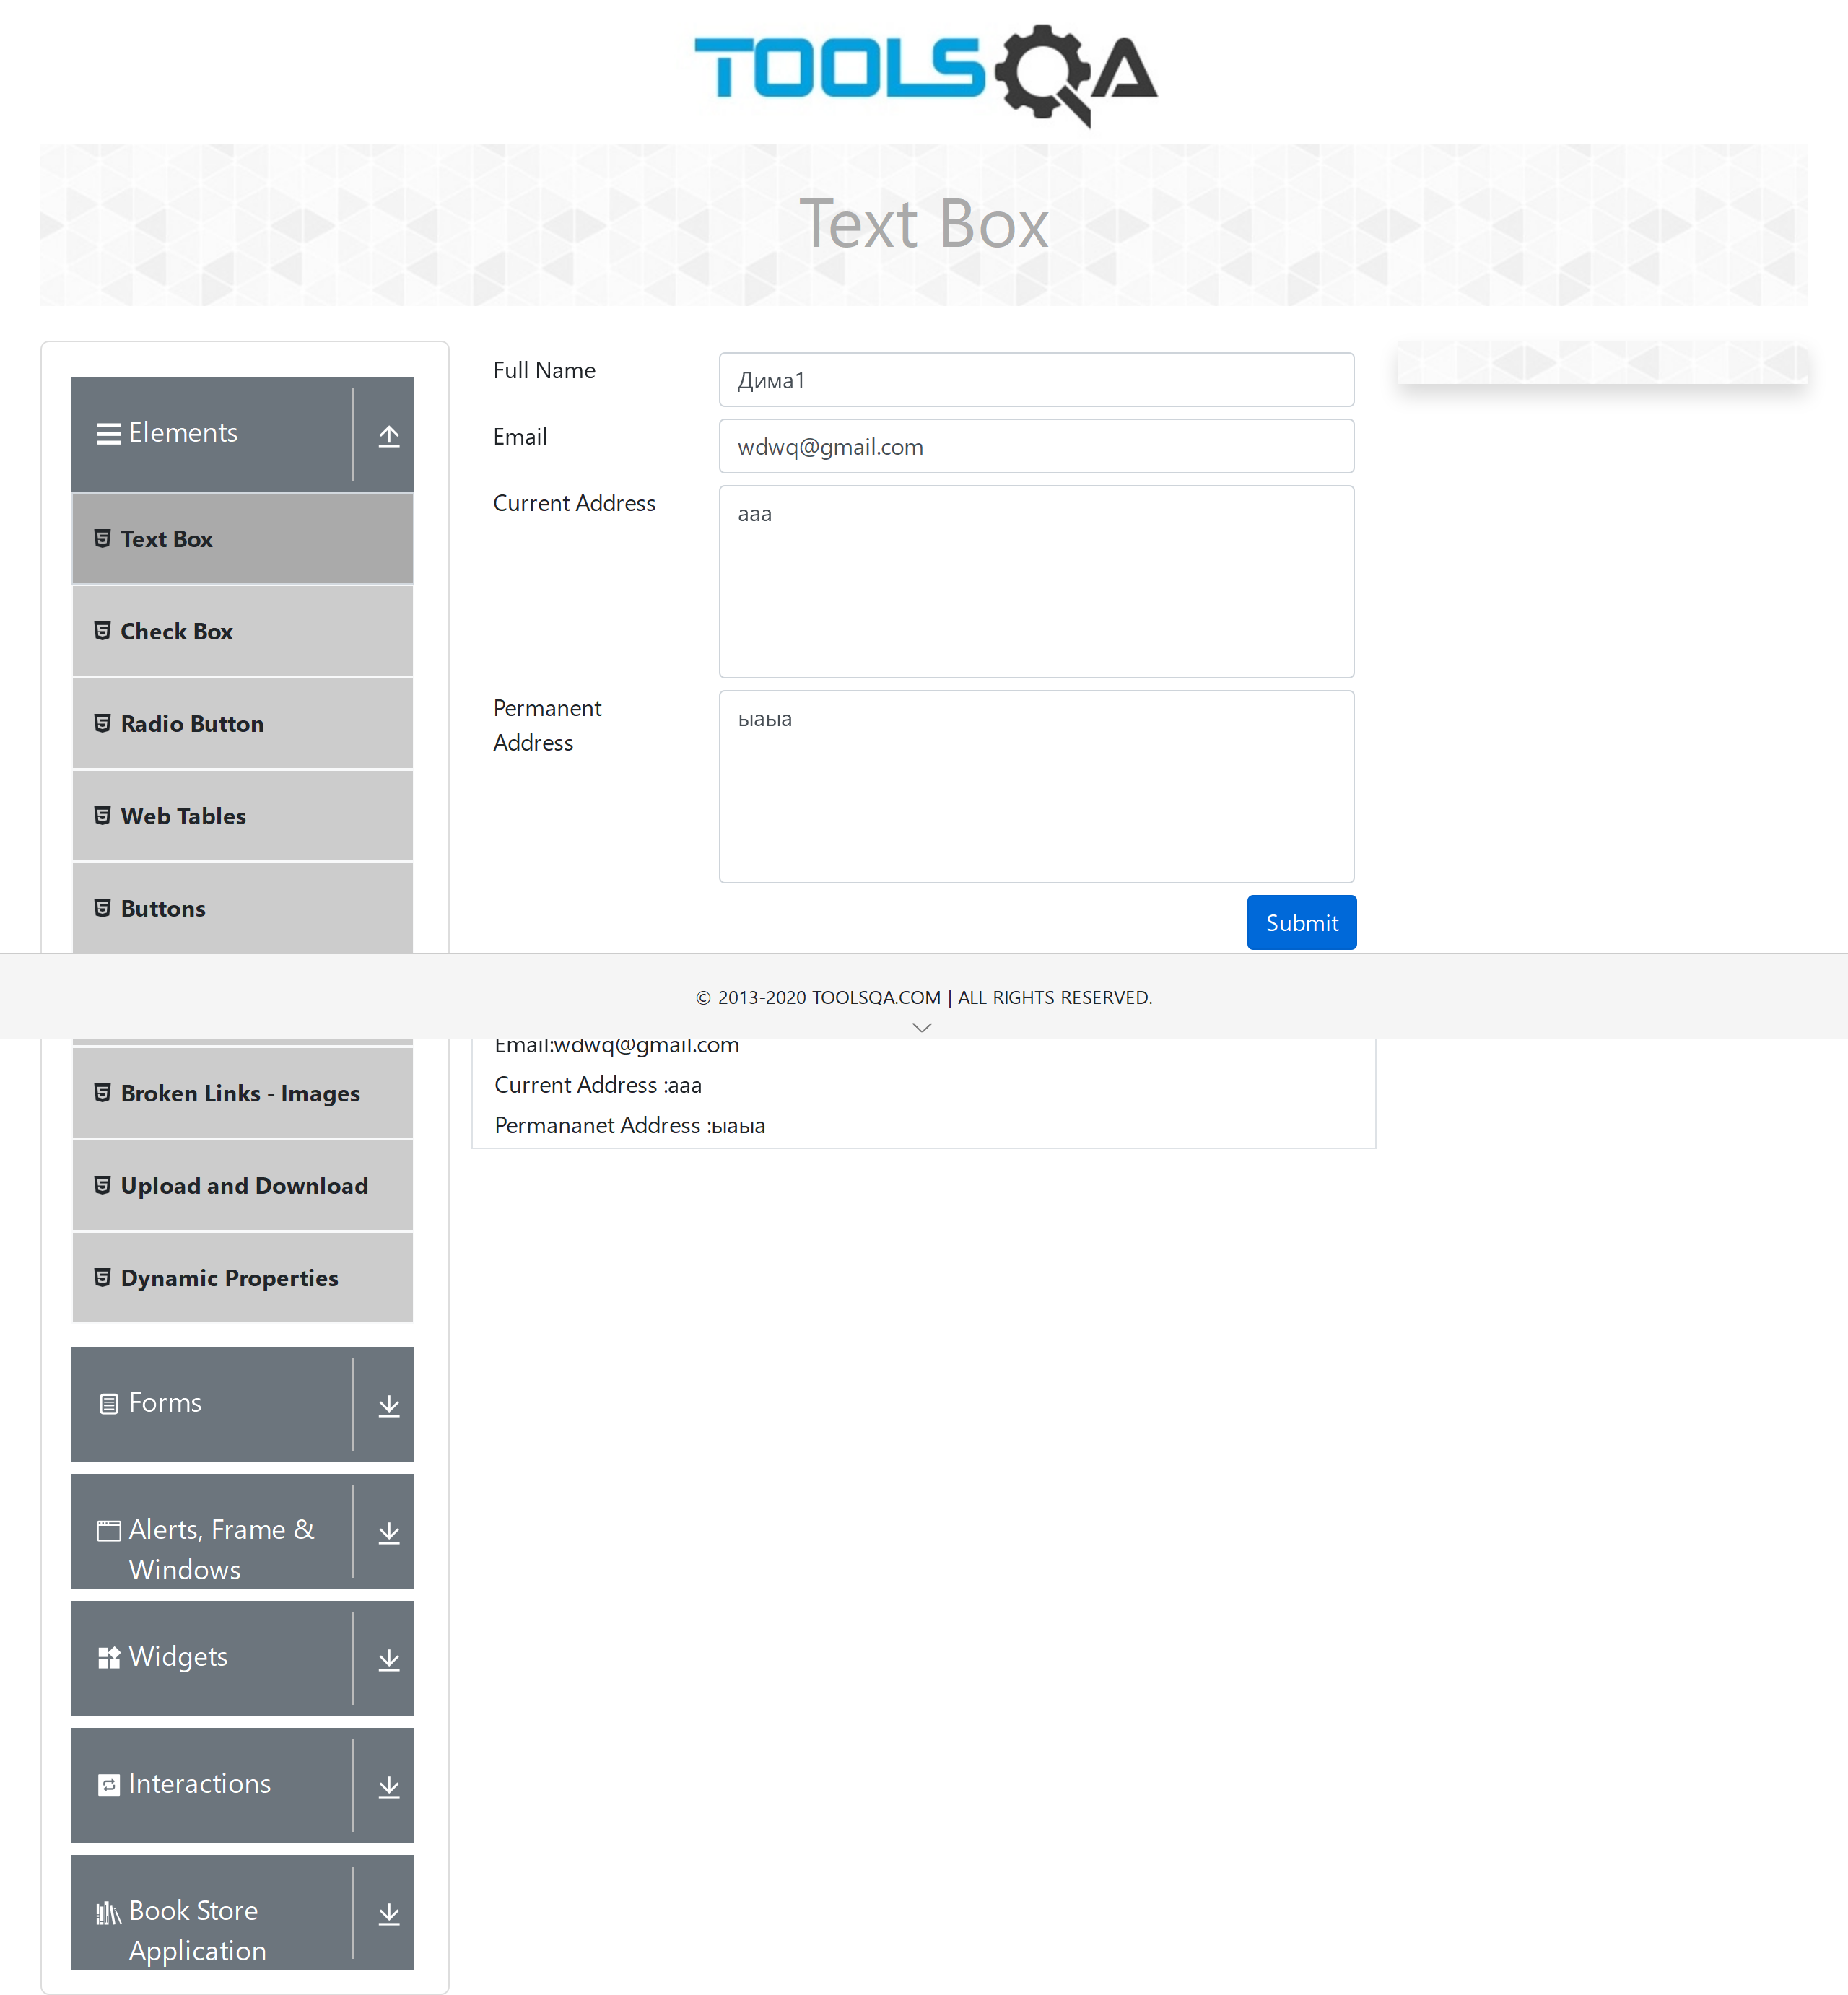 TOOLSQA
Text Box
Elements
Text Box
Check Box
Radio Button
Web Tables
Buttons
Full Name
Дима1
Email
wdwq@gmail.com
Current Address
ааа
Permanent
Address
ыаыа
Submit
© 2013-2020 TOOLSQA.COM | ALL RIGHTS RESERVED.
Email:wdwq@gmail.com
Current Address :ааа
Permananet Address :ыаыа
Broken Links - Images
Upload and Download
Dynamic Properties
Forms
Alerts, Frame &
Windows
Widgets
Interactions
Book Store
Application